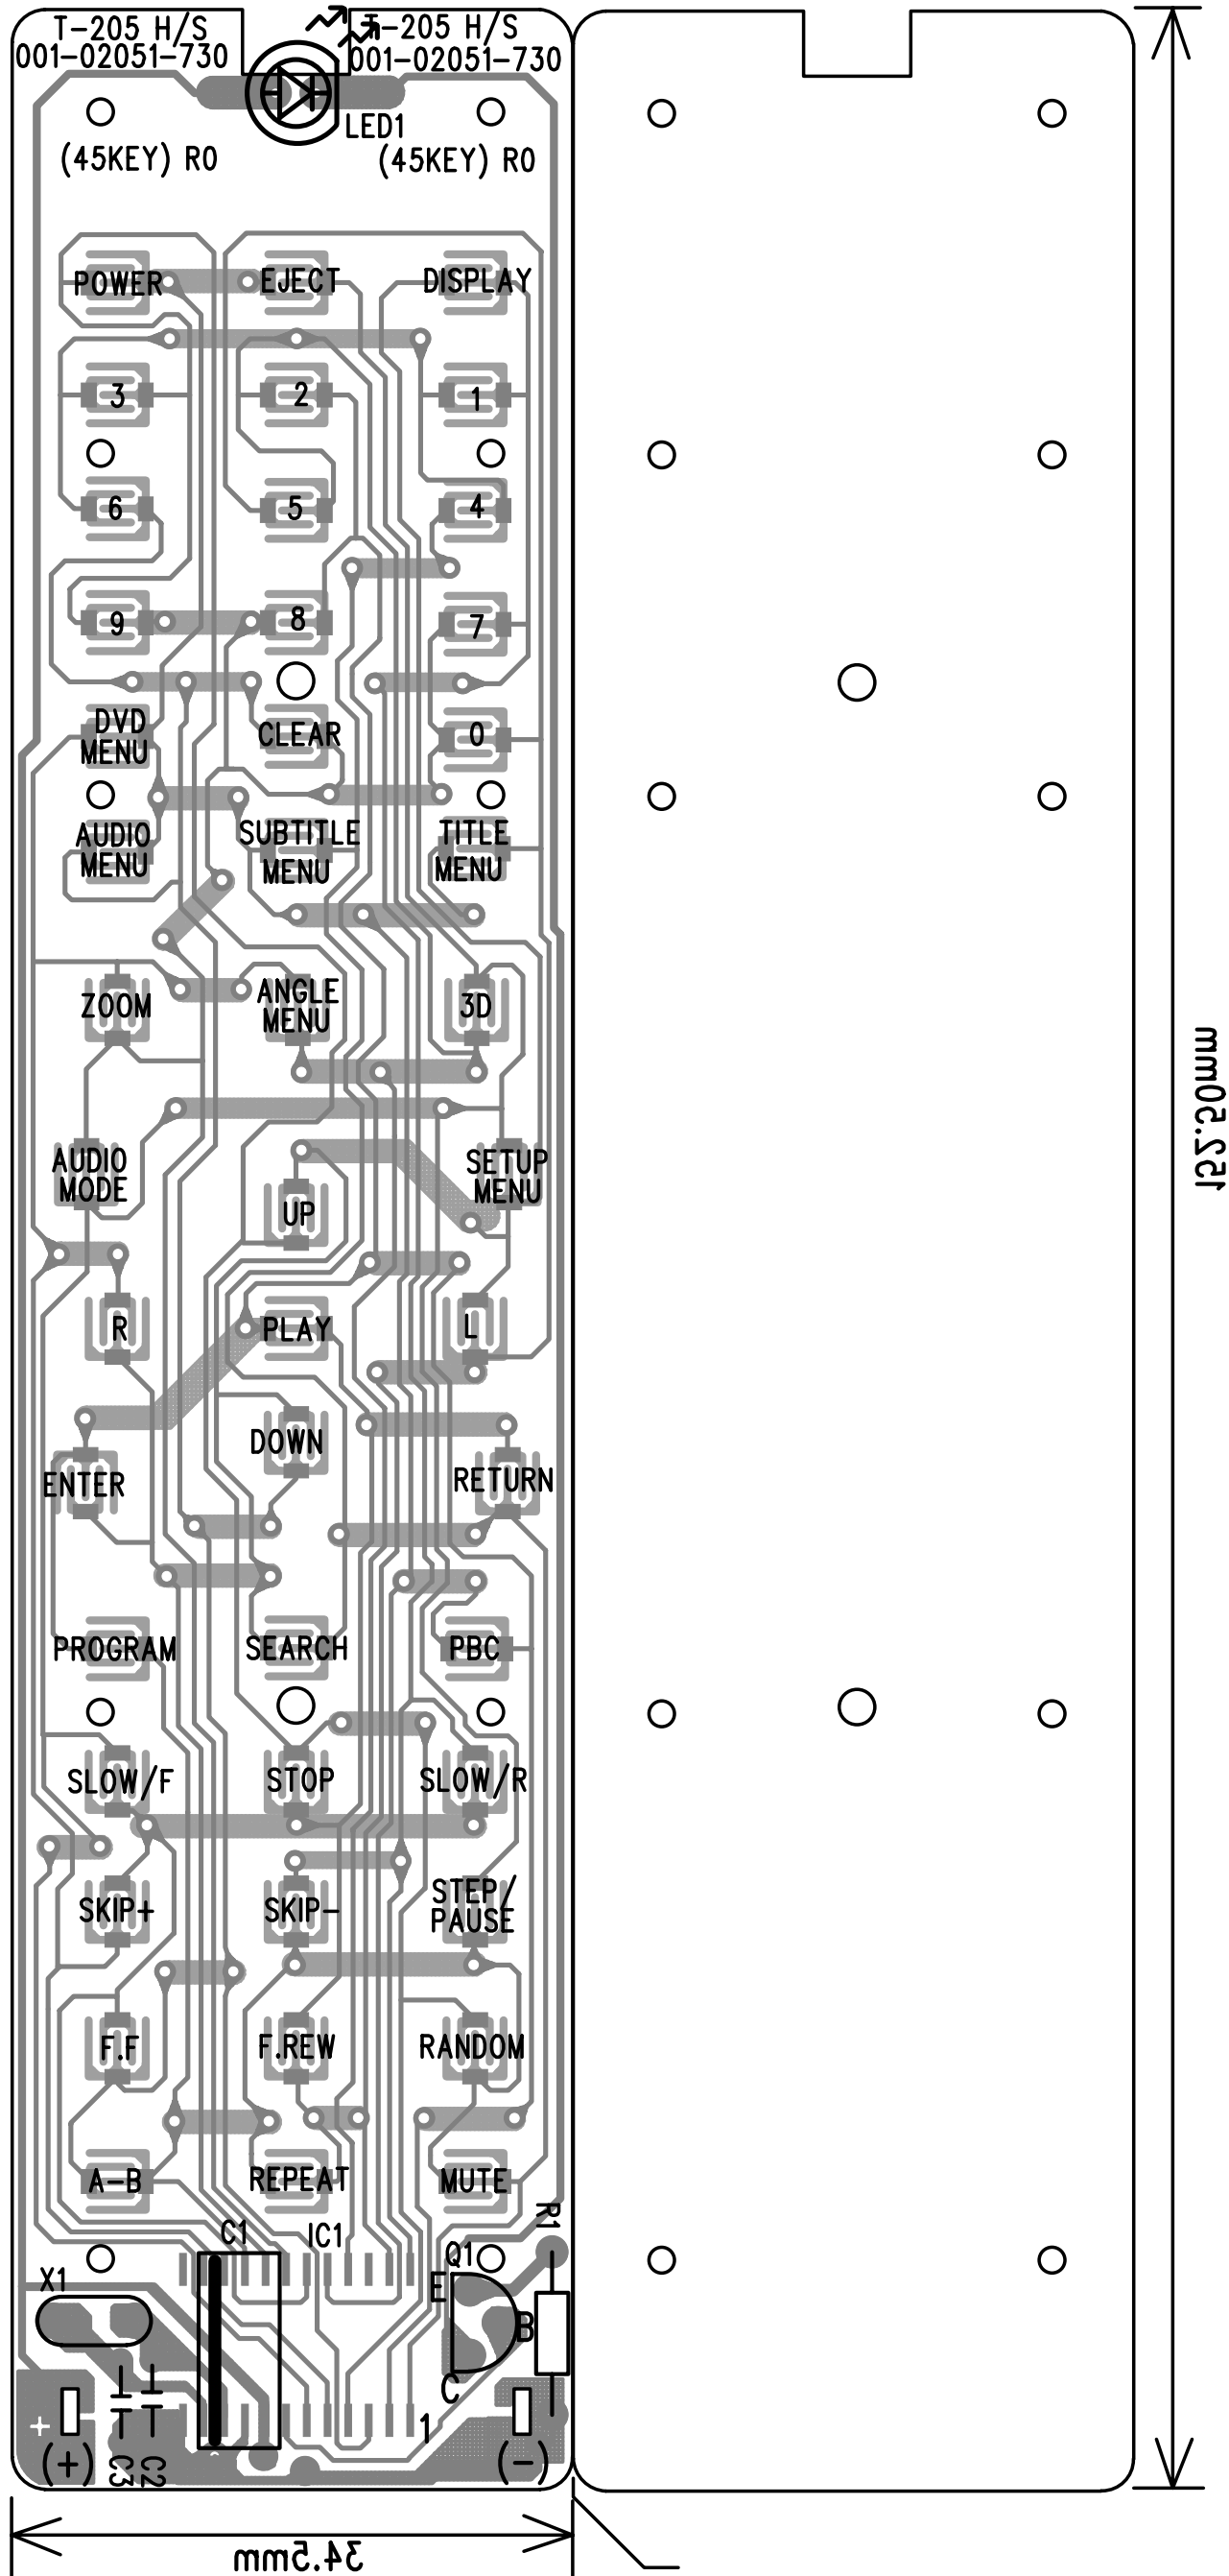 T-205 H/S T-205 H/S
001-02051-730 001-02051-730
LED1
(45KEY) R0 (45KEY) R0
POWER EJECT DISPLAY
3 2 1
6 5 4
9 8 7
DVD
MENU
CLEAR
0
AUDIO
MENU
SUBTITLE
MENU
TITLE
MENU
ZOOM
ANGLE
MENU
3D
152.50mm
AUDIO
MODE
UP
SETUP
MENU
R PLAY L
ENTER DOWN RETURN
PROGRAM SEARCH PBC
SLOW/F STOP SLOW/R
SKIP+ SKIP-
STEP/
PAUSE
F.F F.REW RANDOM
A-B REPEAT MUTE
R1
C1 IC1
Q1
X1
E
B
C
1
+
(+) C3 C2 (-)
34.5mm